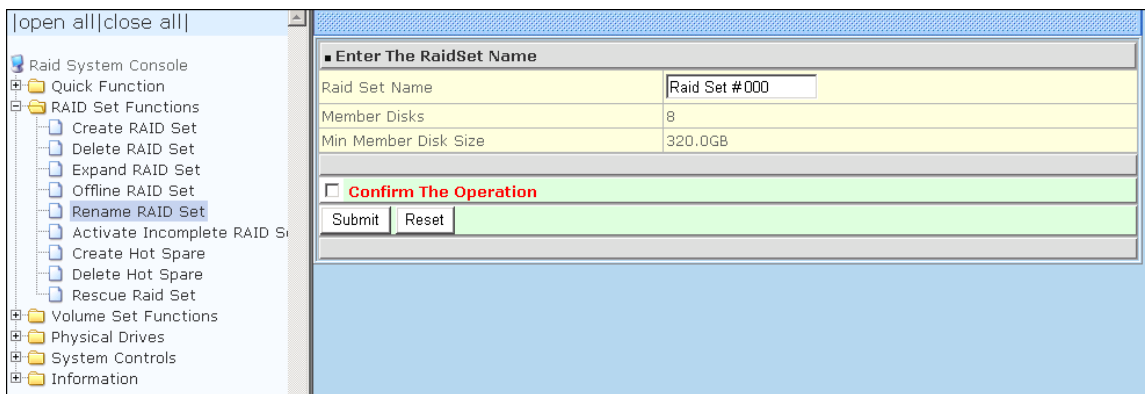 |open all|close all|
Raid System Console
Quick Function
RAID Set Functions
Create RAID Set
Delete RAID Set
Expand RAID Set
Offline RAID Set
Rename RAID Set
Activate Incomplete RAID
Create Hot Spare
Delete Hot Spare
Rescue Raid Set
Volume Set Functions
Physical Drives
System Controls
Information
Enter The RaidSet Name
Raid Set Name Raid Set #000
Member Disks 8
Min Member Disk Size 320.0GB
Confirm The Operation
Submit Reset